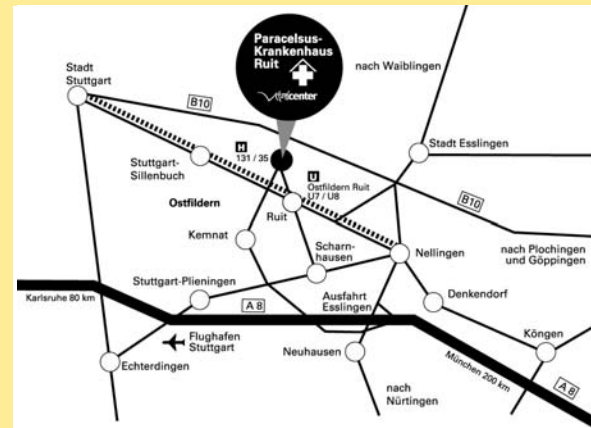 Paracelsus-
Krankenhaus
Ruit
Vitalcenter
Stadt
Stuttgart
nach Waiblingen
B10
Stadt Esslingen
H
131 / 35
Stuttgart-
Sillenbuch
U
Ostfildern Ruit
U7 / U8
Ostfildern
B10
Ruit
Kemnat
Scharn-
hausen
Nellingen
nach Plochingen
und Göppingen
Stuttgart-Plieningen
Karlsruhe 80 km
A 8
Ausfahrt
Esslingen
Denkendorf
Flughafen
Stuttgart
Neuhausen
Köngen
Echterdingen
München 200 km
A 8
nach
Nürtingen